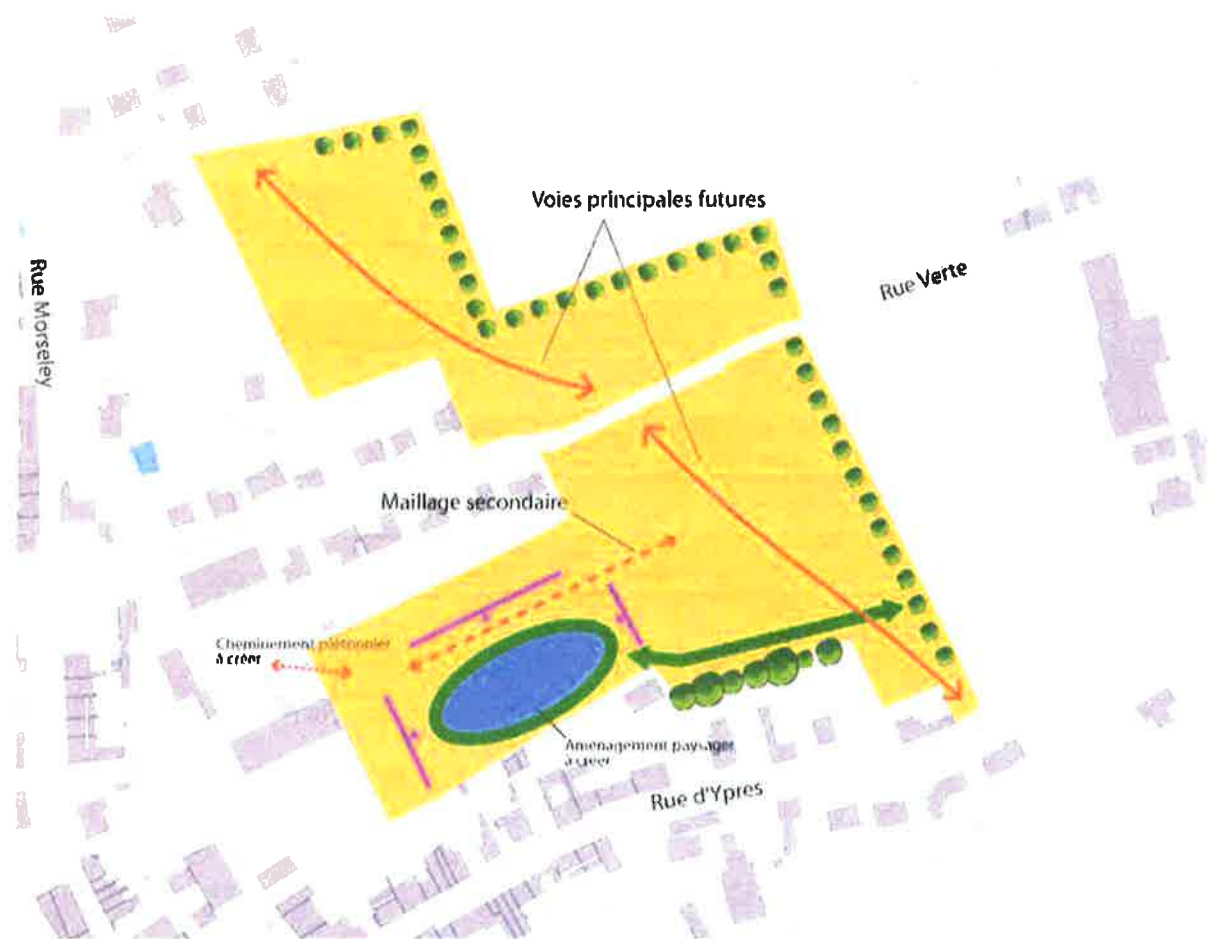 Voies principales futures
Rue Verte
Rue Morseley
Maillage secondaire
Cheminement piétonnier
à créer
Aménagement paysager
à créer
Rue d'Ypres